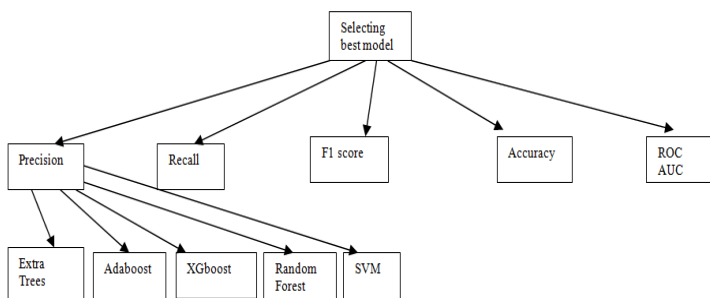 Selecting
best model
Precision
Recall
F1 score
Accuracy
ROC
AUC
Extra
Trees
Adaboost
XGboost
Random
Forest
SVM